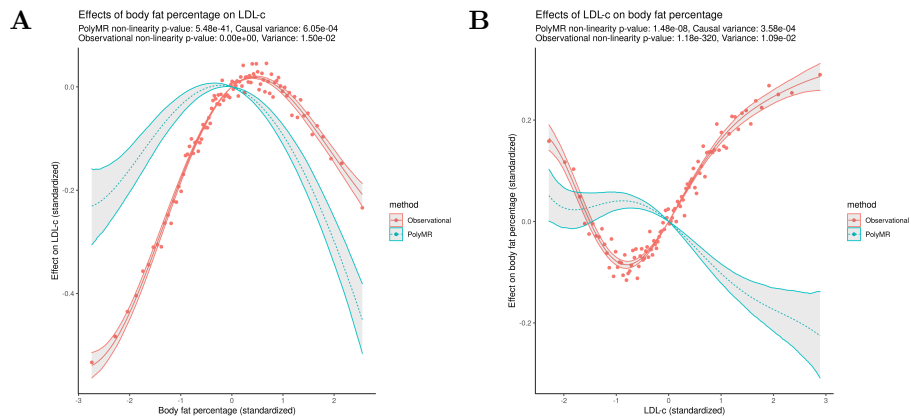 A
Effects of body fat percentage on LDL-c
PolyMR non-linearity p-value: 5.48e-41, Causal variance: 6.05e-04
Observational non-linearity p-value: 0.00e+00, Variance: 1.50e-02
Effect on LDL-c (standardized)
0.0
-0.2
-0.4
-3 -2 -1 0 1 2 3
Body fat percentage (standardized)
method
Observational
PolyMR
B
Effects of LDL-c on body fat percentage
PolyMR non-linearity p-value: 1.48e-08, Causal variance: 3.58e-04
Observational non-linearity p-value: 1.18e-320, Variance: 1.09e-02
Effect on body fat percentage (standardized)
0.2
0.0
-0.2
-2 -1 0 1 2 3
LDL-c (standardized)
method
Observational
PolyMR